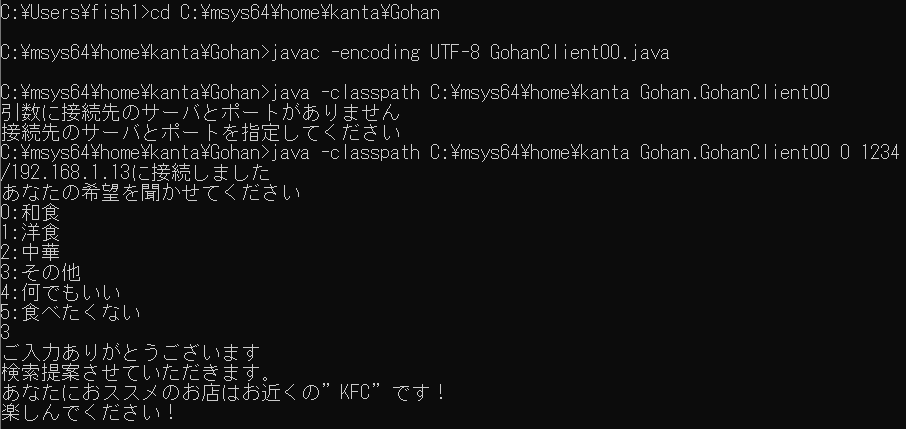 C:¥Users¥fish1>cd C:¥msys64¥home¥kanta¥Gohan
C:¥msys64¥home¥kanta¥Gohan>javac -encoding UTF-8 GohanClient00.java
C:¥msys64¥home¥kanta¥Gohan>java -classpath C:¥msys64¥home¥kanta Gohan.GohanClient00
引数に接続先のサーバとポートがありません
接続先のサーバとポートを指定してください
C:¥msys64¥home¥kanta¥Gohan>java -classpath C:¥msys64¥home¥kanta Gohan.GohanClient00 0 1234
/192.168.1.13に接続しました
あなたの希望を聞かせてください
0:和食
1:洋食
2:中華
3:その他
4:何でもいい
5:食べたくない
3
ご入力ありがとうございます
検索提案させていただきます。
あなたにおススメのお店はお近くの”KFC”です！
楽しんでください！